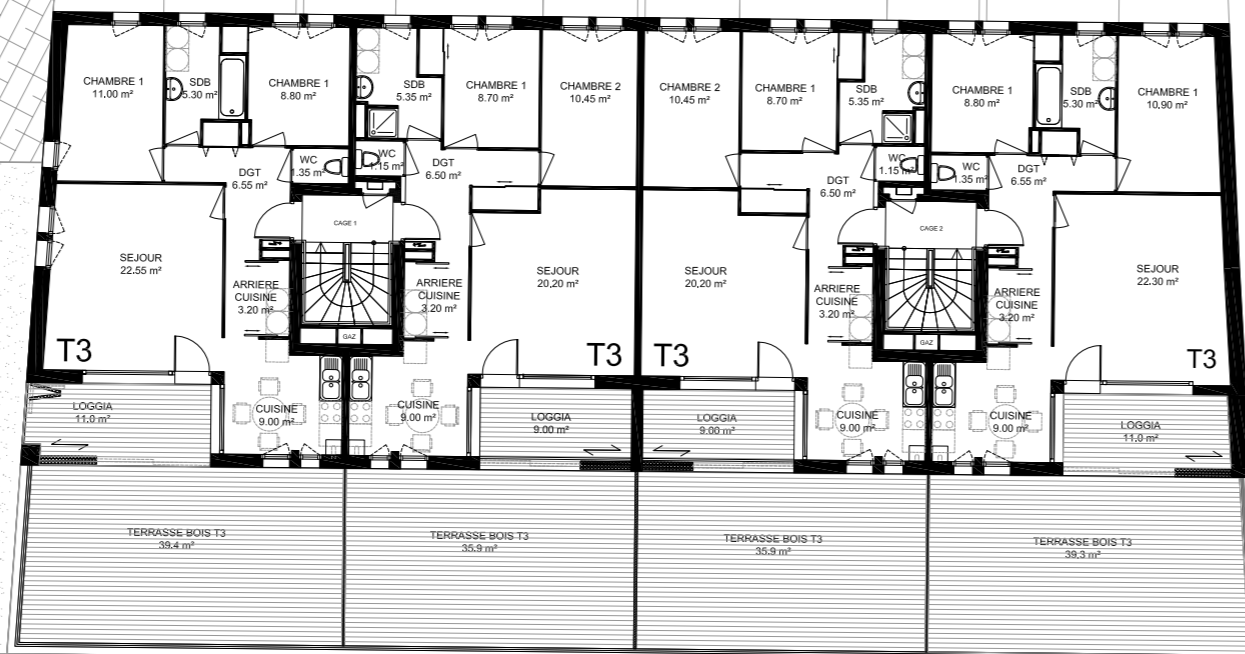 CHAMBRE 1
11.00 m²
SDB
5.30 m²
CHAMBRE 1
8.80 m²
SDB
5.35 m²
CHAMBRE 1
8.70 m²
CHAMBRE 2
10.45 m²
CHAMBRE 2
10.45 m²
CHAMBRE 1
8.70 m²
SDB
5.35 m²
CHAMBRE 1
8.80 m²
SDB
5.30 m²
CHAMBRE 1
10,90 m²
DGT
6.55 m²
WC
1.35 m²
WC
1.15 m²
DGT
6.50 m²
DGT
6.50 m²
WC
1.15 m²
WC
1.35 m²
DGT
6.55 m²
CAGE 1
CAGE 2
SEJOUR
22.55 m²
ARRIERE
CUISINE
3.20 m²
ARRIERE
CUISINE
3.20 m²
SEJOUR
20,20 m²
SEJOUR
20,20 m²
ARRIERE
CUISINE
3.20 m²
ARRIERE
CUISINE
3.20 m²
SEJOUR
22.30 m²
GAZ
GAZ
T3
T3
T3
T3
LOGGIA
11.0 m²
CUISINE
9.00 m²
CUISINE
9.00 m²
LOGGIA
9.00 m²
LOGGIA
9.00 m²
CUISINE
9.00 m²
CUISINE
9.00 m²
LOGGIA
11.0 m²
TERRASSE BOIS T3
39.4 m²
TERRASSE BOIS T3
35.9 m²
TERRASSE BOIS T3
35.9 m²
TERRASSE BOIS T3
39,3 m²